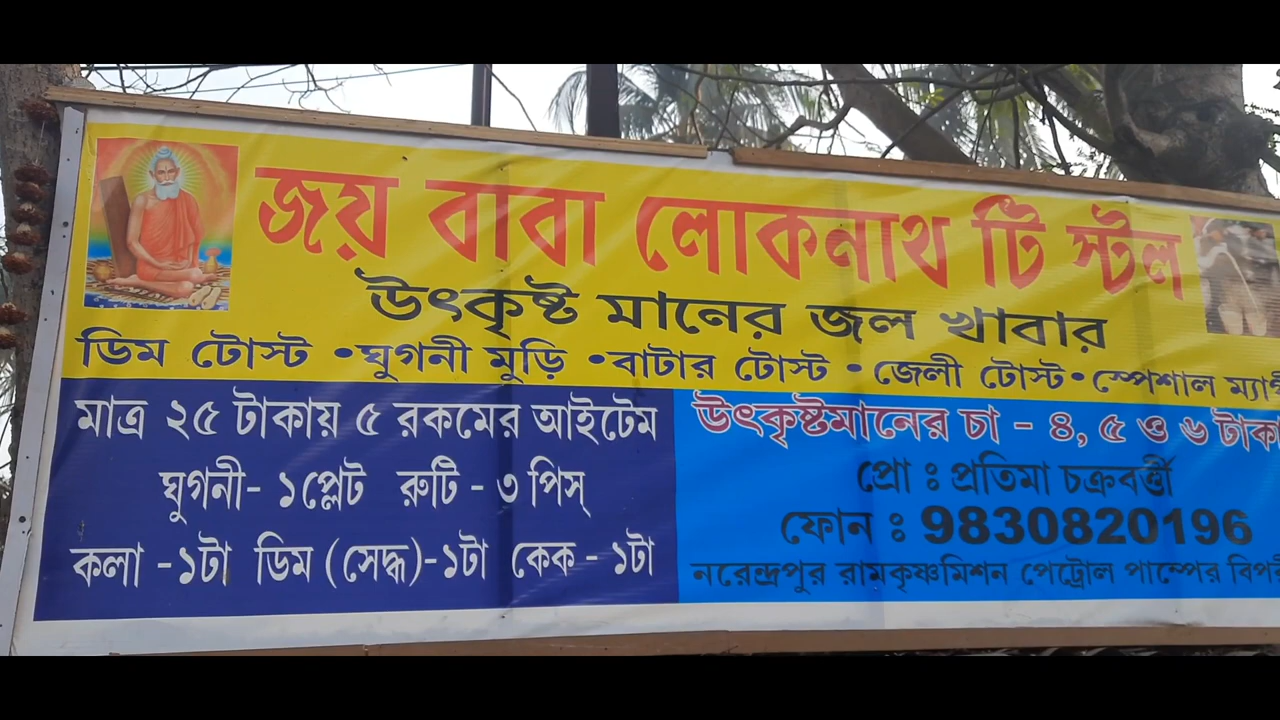 জয় বাবা লোকনাথ টি স্টল
উৎকৃষ্ট মানের জল খাবার
ডিম টোস্ট •ঘুগনী মুড়ি •বাটার টোস্ট • জেলী টোস্ট• স্পেশাল
মাত্র ২৫ টাকায় ৫ রকমের আইটেম
ঘুগনী- ১প্লেট রুটি - ৩ পিস্
কলা -১টা ডিম (সেদ্ধ)-১টা কেক - ১টা
উৎকৃষ্টমানের চা - ৪, ৫ ও ৬ টাকা
প্রো ঃ প্রতিমা চক্রবর্ত্তী
ফোন ঃ 9830820196
নরেন্দ্রপুর রামকৃষ্ণমিশন পেট্রোল পাম্পের